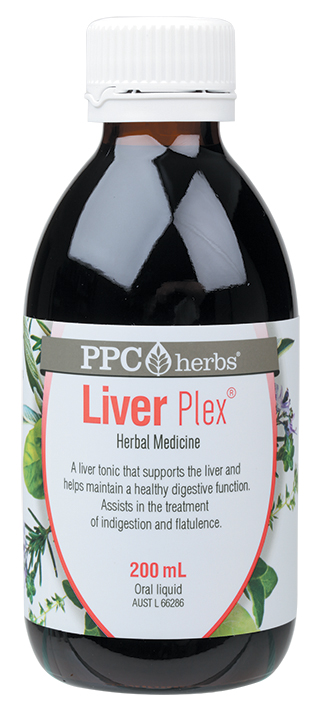 PPC herbs®
Liver Plex®
Herbal Medicine
A liver tonic that supports the liver and
helps maintain a healthy digestive function.
Assists in the treatment
of indigestion and flatulence.
200 mL
Oral liquid
AUST L 66286